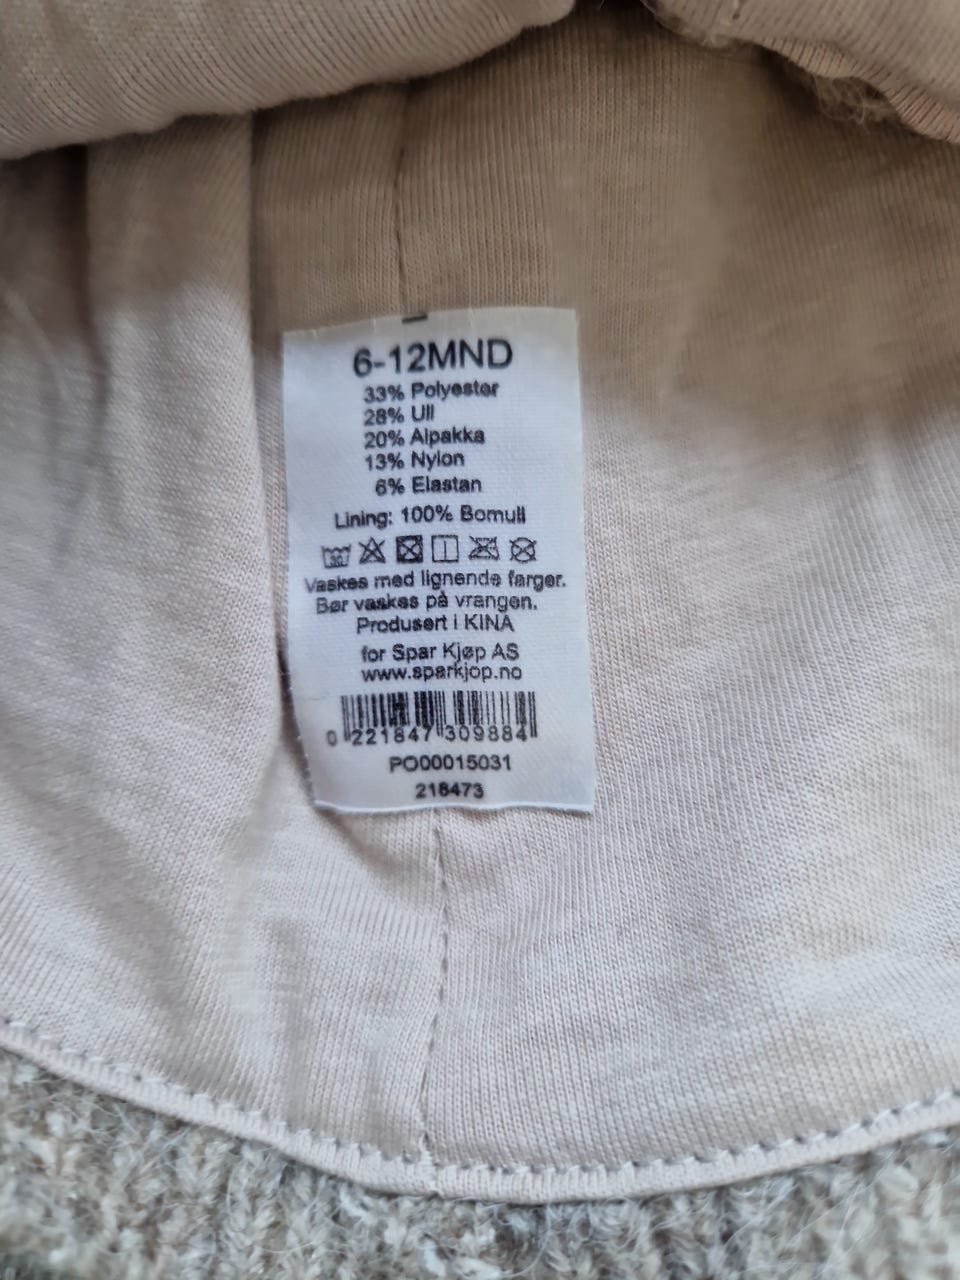 6-12MND
33% Polyester
28% Ull
20% Alpakka
13% Nylon
6% Elastan
Lining: 100% Bomull
30
Vaskes med lignende farger.
Bør vaskes på vrangen.
Produsert i KINA
for Spar Kjøp AS
www.sparkjop.no
0 221847 309884
PO00015031
218473